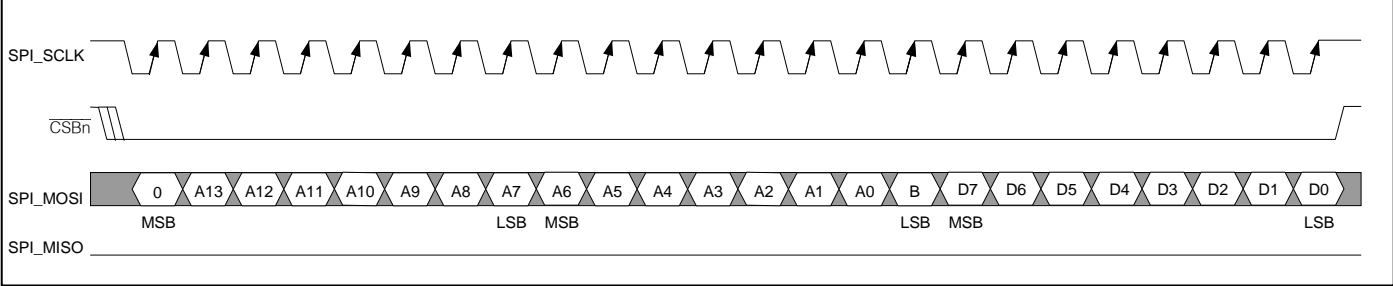 SPI_SCLK
CSBn
SPI_MOSI 0 A13 A12 A11 A10 A9 A8 A7 A6 A5 A4 A3 A2 A1 A0 B D7 D6 D5 D4 D3 D2 D1 D0
MSB LSB MSB LSB MSB LSB
SPI_MISO